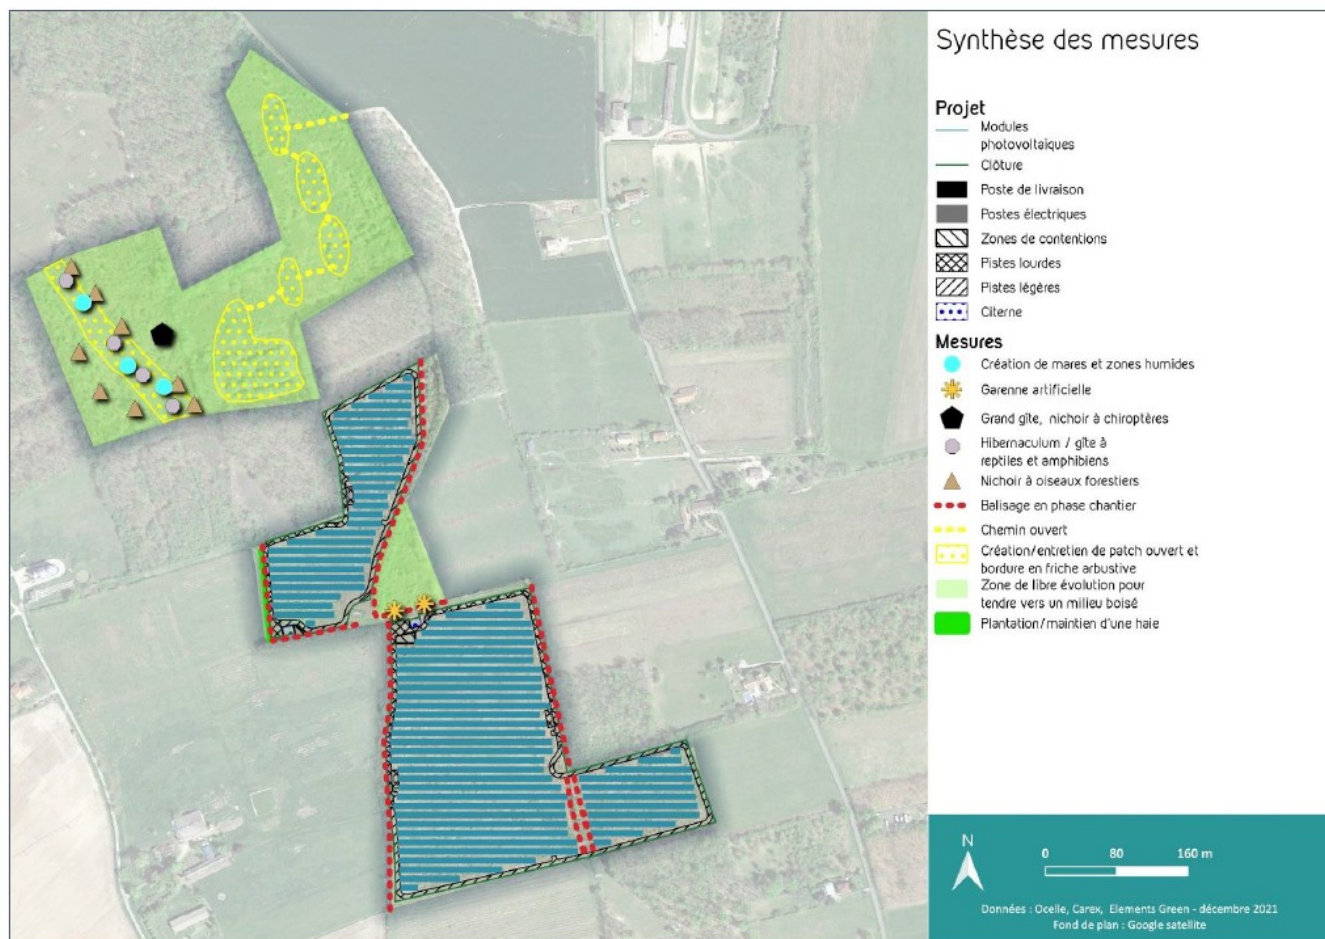 Synthèse des mesures
Projet
Modules
photovoltaiques
Clôture
Poste de livraison
Postes électriques
Zones de contentions
Pistes lourdes
Pistes légères
Citerne
Mesures
Création de mares et zones humides
Garenne artificielle
Grand gîte, nichoir à chiroptères
Hibernaculum / gîte à
reptiles et amphibiens
Nichoir à oiseaux forestiers
Balisage en phase chantier
Chemin ouvert
Création/entretien de patch ouvert et
bordure en friche arbustive
Zone de libre évolution pour
tendre vers un milieu boisé
Plantation/maintien d'une haie
N
0 80 160 m
Données : Ocelle, Carex, Elements Green - décembre 2021
Fond de plan : Google satellite